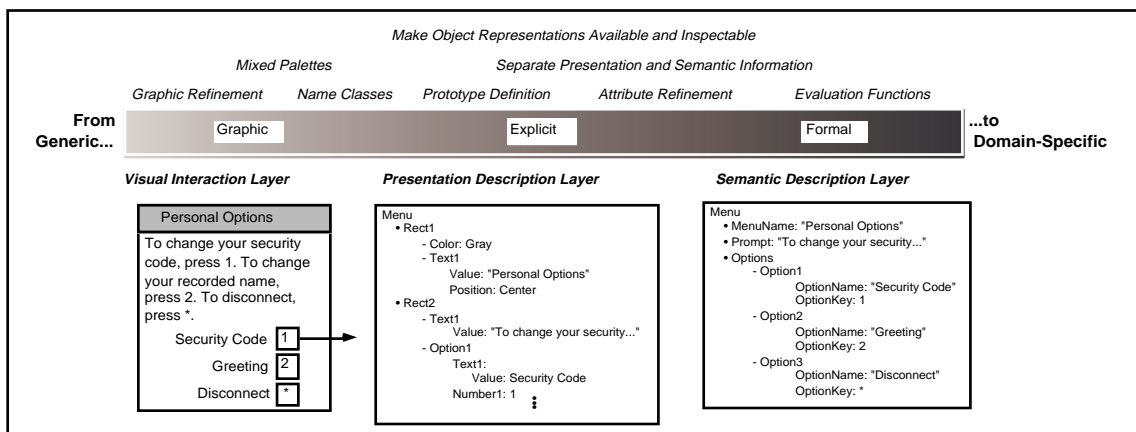 Make Object Representations Available and Inspectable
Mixed Palettes
Separate Presentation and Semantic Information
Graphic Refinement
Name Classes
Prototype Definition
Attribute Refinement
Evaluation Functions
From
Generic...
Graphic
Explicit
Formal
...to
Domain-Specific
Visual Interaction Layer
Personal Options
To change your security
code, press 1. To change
your recorded name,
press 2. To disconnect,
press *.
Security Code 1
Greeting 2
Disconnect *
Presentation Description Layer
Menu
• Rect1
- Color: Gray
- Text1
Value: "Personal Options"
Position: Center
• Rect2
- Text1
Value: "To change your security..."
- Option1
Text1:
Value: Security Code
Number1: 1
Semantic Description Layer
Menu
• MenuName: "Personal Options"
• Prompt: "To change your security..."
• Options
- Option1
OptionName: "Security Code"
OptionKey: 1
- Option2
OptionName: "Greeting"
OptionKey: 2
- Option3
OptionName: "Disconnect"
OptionKey: *